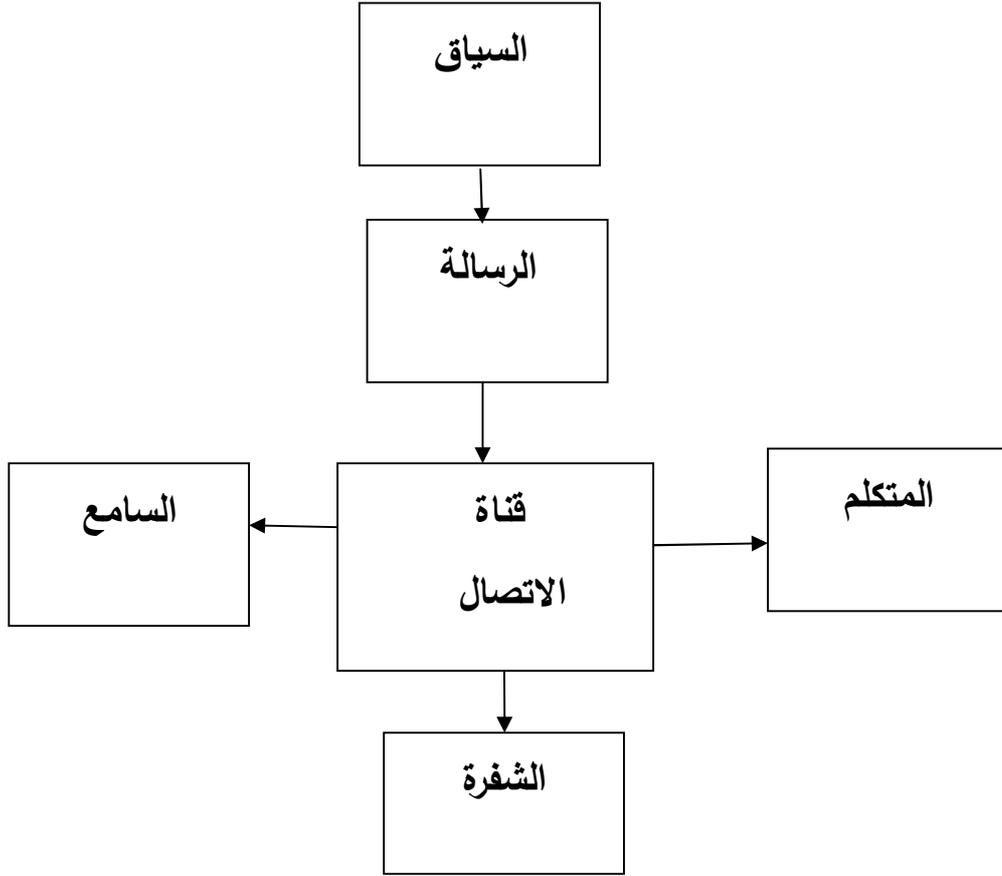 السياق
الرسالة
المتكلم
قناة
الاتصال
السامع
الشفرة